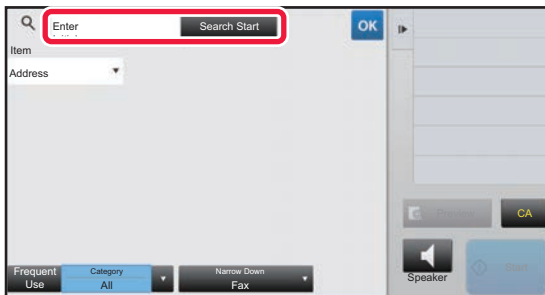 Enter
Search Start
OK
Item
Address
CA
Speaker
Start
Frequent
Use
Category
All
Narrow Down
Fax